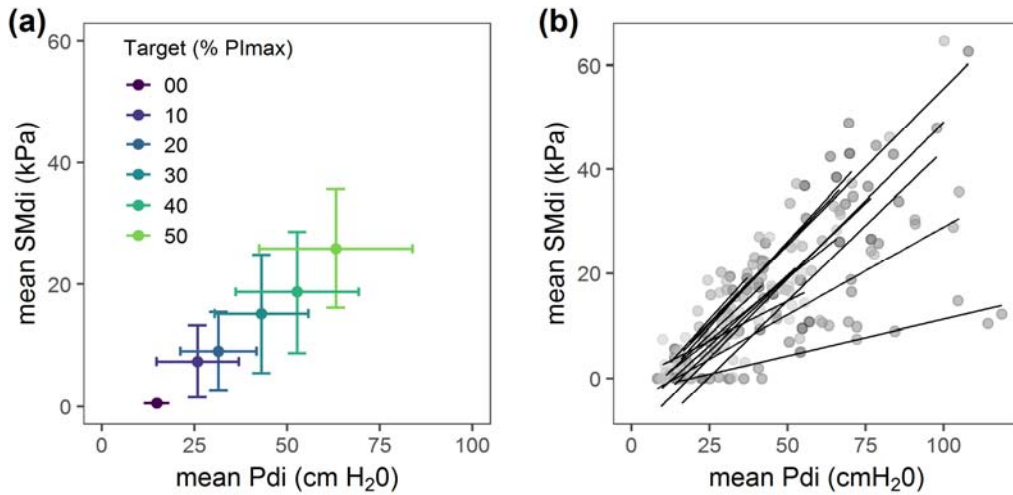 (a)
60
40
20
0
mean SMdi (kPa)
Target (% PImax)
00
10
20
30
40
50
0 25 50 75 100
mean Pdi (cm H₂0)
(b)
60
40
20
0
mean SMdi (kPa)
0 25 50 75 100
mean Pdi (cmH₂0)